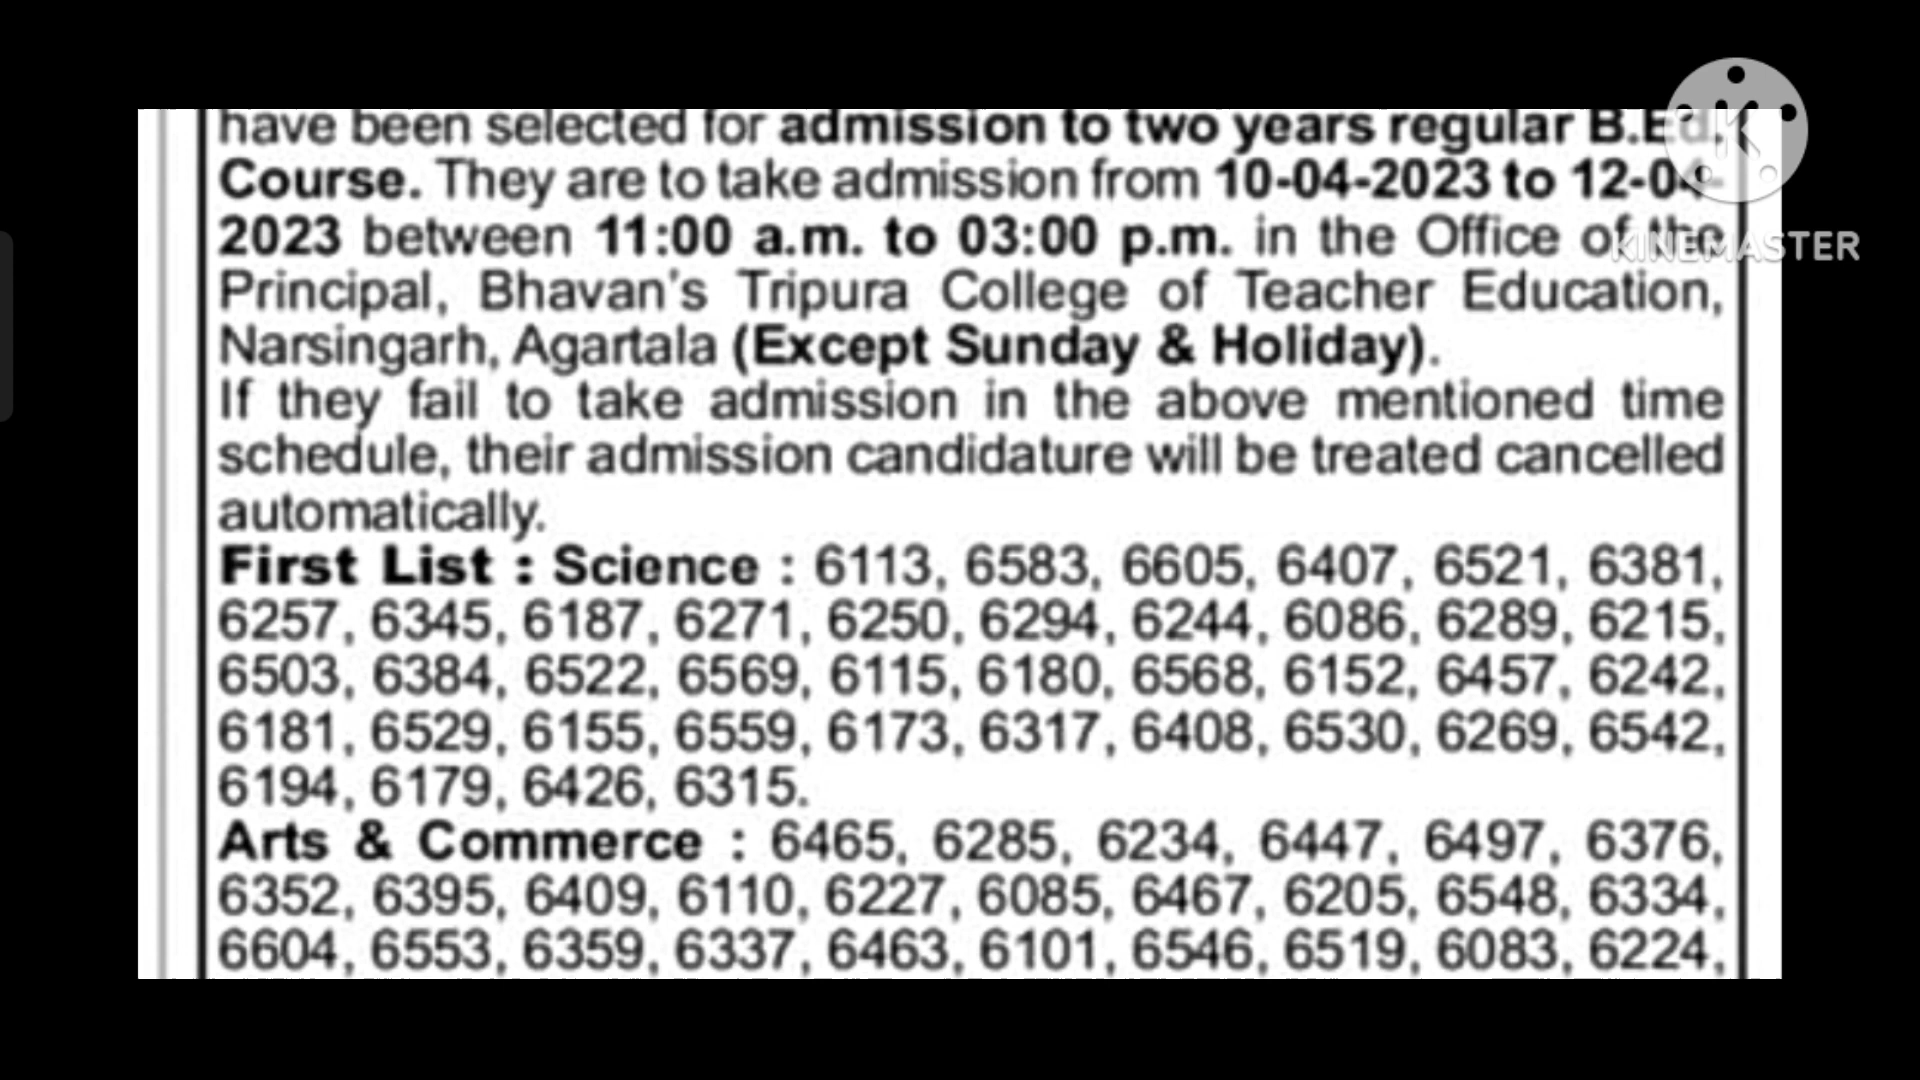 have been selected for admission to two years regular B.Ed.
Course. They are to take admission from 10-04-2023 to 12-04-
2023 between 11:00 a.m. to 03:00 p.m. in the Office of the
Principal, Bhavan's Tripura College of Teacher Education,
Narsingarh, Agartala (Except Sunday & Holiday).
If they fail to take admission in the above mentioned time
schedule, their admission candidature will be treated cancelled
automatically.
First List : Science : 6113, 6583, 6605, 6407, 6521, 6381,
6257, 6345, 6187, 6271, 6250, 6294, 6244, 6086, 6289, 6215,
6503, 6384, 6522, 6569, 6115, 6180, 6568, 6152, 6457, 6242,
6181, 6529, 6155, 6559, 6173, 6317, 6408, 6530, 6269, 6542,
6194, 6179, 6426, 6315.
Arts & Commerce : 6465, 6285, 6234, 6447, 6497, 6376,
6352, 6395, 6409, 6110, 6227, 6085, 6467, 6205, 6548, 6334,
6604, 6553, 6359, 6337, 6463, 6101, 6546, 6519, 6083, 6224,
K
KINEMASTER